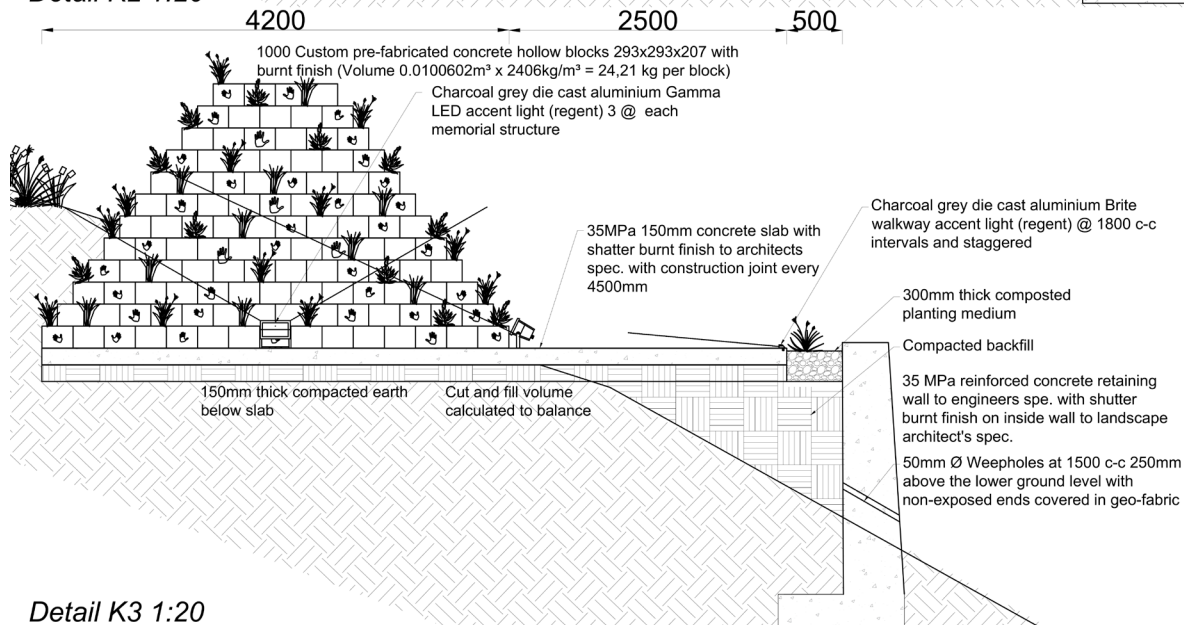 4200
2500
500
1000 Custom pre-fabricated concrete hollow blocks 293x293x207 with
burnt finish (Volume 0.0100602m³ x 2406kg/m³ = 24,21 kg per block)
Charcoal grey die cast aluminium Gamma
LED accent light (regent) 3 @ each
memorial structure
35MPa 150mm concrete slab with
shatter burnt finish to architects
spec. with construction joint every
4500mm
Charcoal grey die cast aluminium Brite
walkway accent light (regent) @ 1800 c-c
intervals and staggered
300mm thick composted
planting medium
Compacted backfill
35 MPa reinforced concrete retaining
wall to engineers spe. with shutter
burnt finish on inside wall to landscape
architect's spec.
50mm Ø Weepholes at 1500 c-c 250mm
above the lower ground level with
non-exposed ends covered in geo-fabric
150mm thick compacted earth
below slab
Cut and fill volume
calculated to balance
Detail K3 1:20